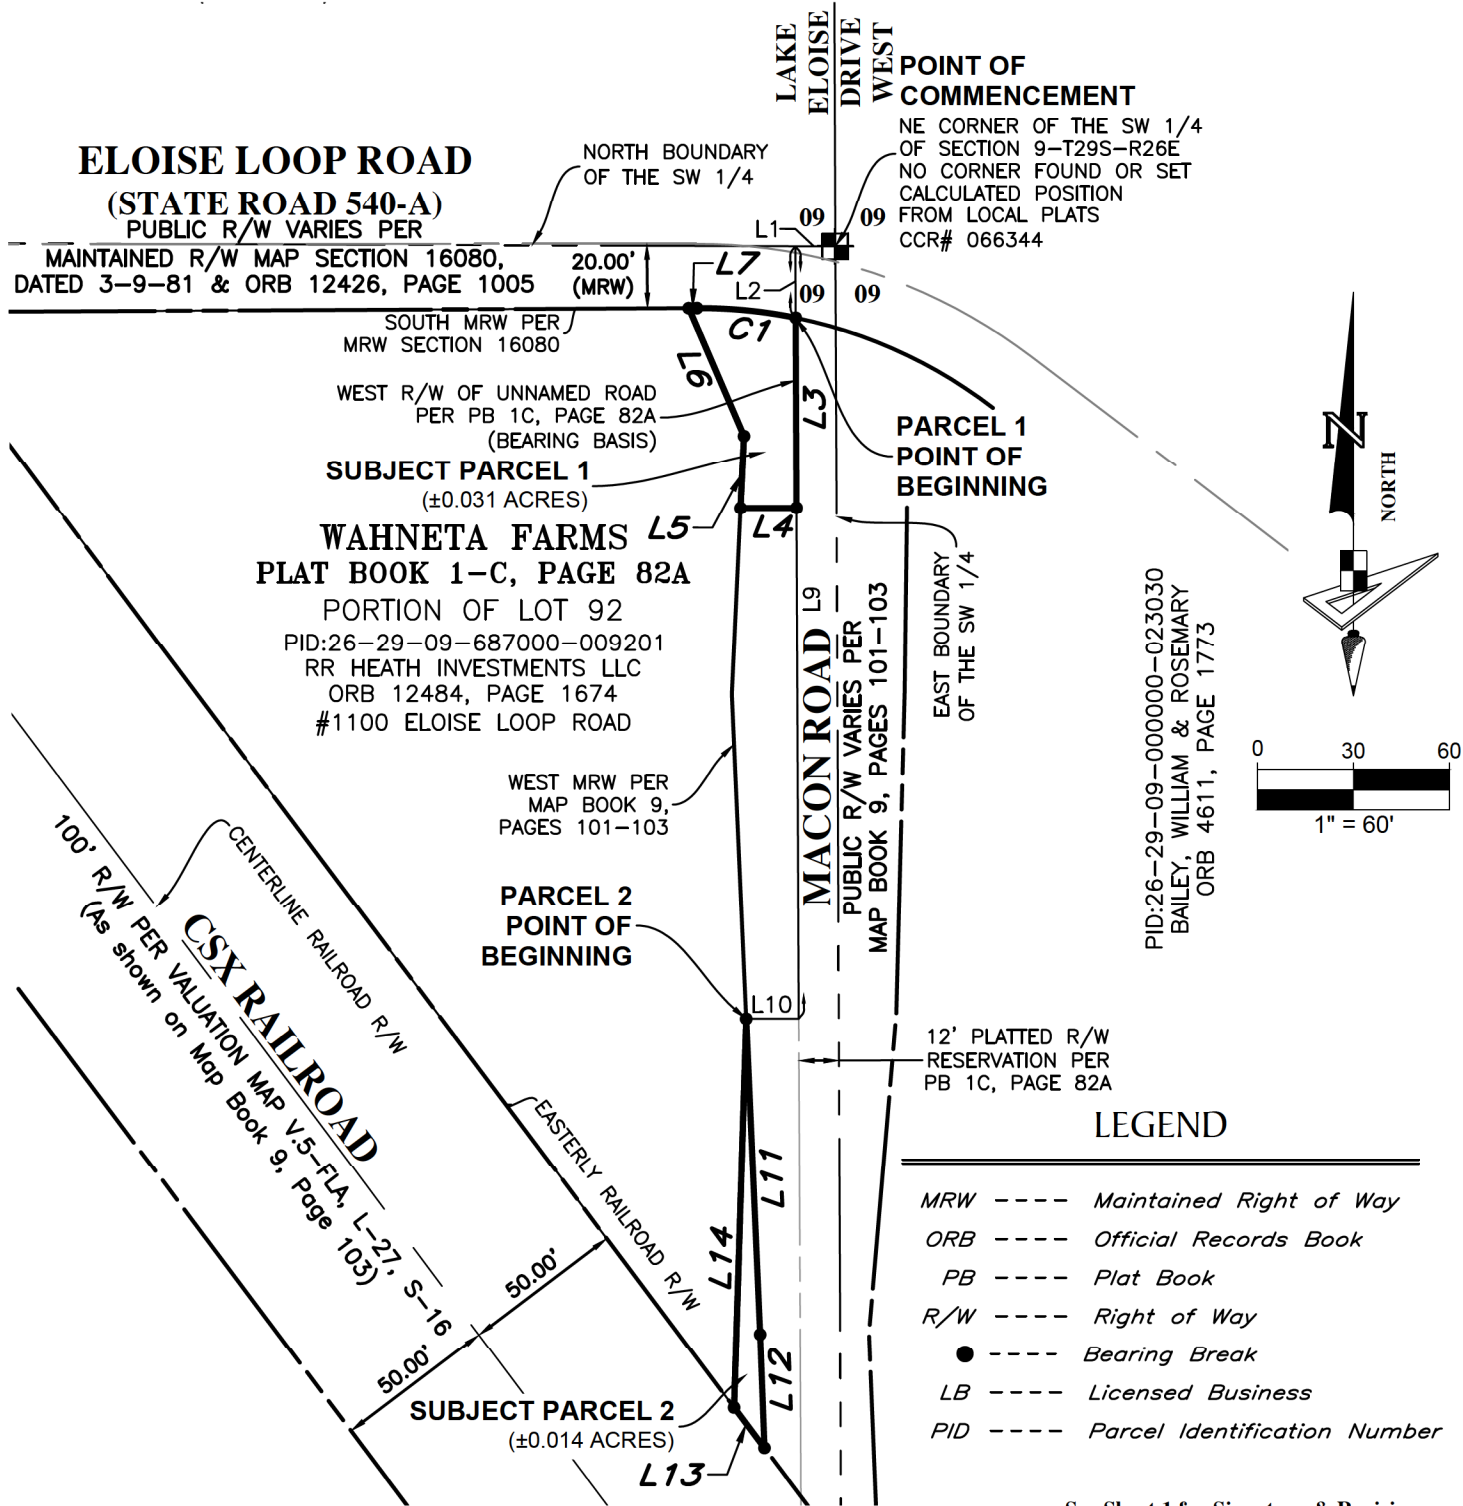 LAKE
ELOISE
DRIVE
WEST
POINT OF
COMMENCEMENT
NE CORNER OF THE SW 1/4
OF SECTION 9-T29S-R26E
NO CORNER FOUND OR SET
CALCULATED POSITION
FROM LOCAL PLATS
CCR# 066344
ELOISE LOOP ROAD
(STATE ROAD 540-A)
PUBLIC R/W VARIES PER
MAINTAINED R/W MAP SECTION 16080,
DATED 3-9-81 & ORB 12426, PAGE 1005
NORTH BOUNDARY
OF THE SW 1/4
L1
09
09
09
09
20.00'
(MRW)
L7
L2
C1
SOUTH MRW PER
MRW SECTION 16080
L6
WEST R/W OF UNNAMED ROAD
PER PB 1C, PAGE 82A
(BEARING BASIS)
L3
PARCEL 1
POINT OF
BEGINNING
SUBJECT PARCEL 1
(±0.031 ACRES)
L5
L4
WAHNETA FARMS
PLAT BOOK 1-C, PAGE 82A
PORTION OF LOT 92
PID:26-29-09-687000-009201
RR HEATH INVESTMENTS LLC
ORB 12484, PAGE 1674
#1100 ELOISE LOOP ROAD
L9
MACON ROAD
PUBLIC R/W VARIES PER
MAP BOOK 9, PAGES 101-103
EAST BOUNDARY
OF THE SW 1/4
PID:26-29-09-000000-023030
BAILEY, WILLIAM & ROSEMARY
ORB 4611, PAGE 1773
N
NORTH
0 30 60
1" = 60'
WEST MRW PER
MAP BOOK 9,
PAGES 101-103
PARCEL 2
POINT OF
BEGINNING
L10
12' PLATTED R/W
RESERVATION PER
PB 1C, PAGE 82A
CENTERLINE RAILROAD R/W
CSX RAILROAD
100' R/W PER VALUATION MAP V.5-FLA, L-27, S-16
(As shown on Map Book 9, Page 103)
EASTERLY RAILROAD R/W
50.00'
50.00'
L11
L14
L12
SUBJECT PARCEL 2
(±0.014 ACRES)
L13
LEGEND
MRW ---- Maintained Right of Way
ORB ---- Official Records Book
PB ---- Plat Book
R/W ---- Right of Way
● ---- Bearing Break
LB ---- Licensed Business
PID ---- Parcel Identification Number